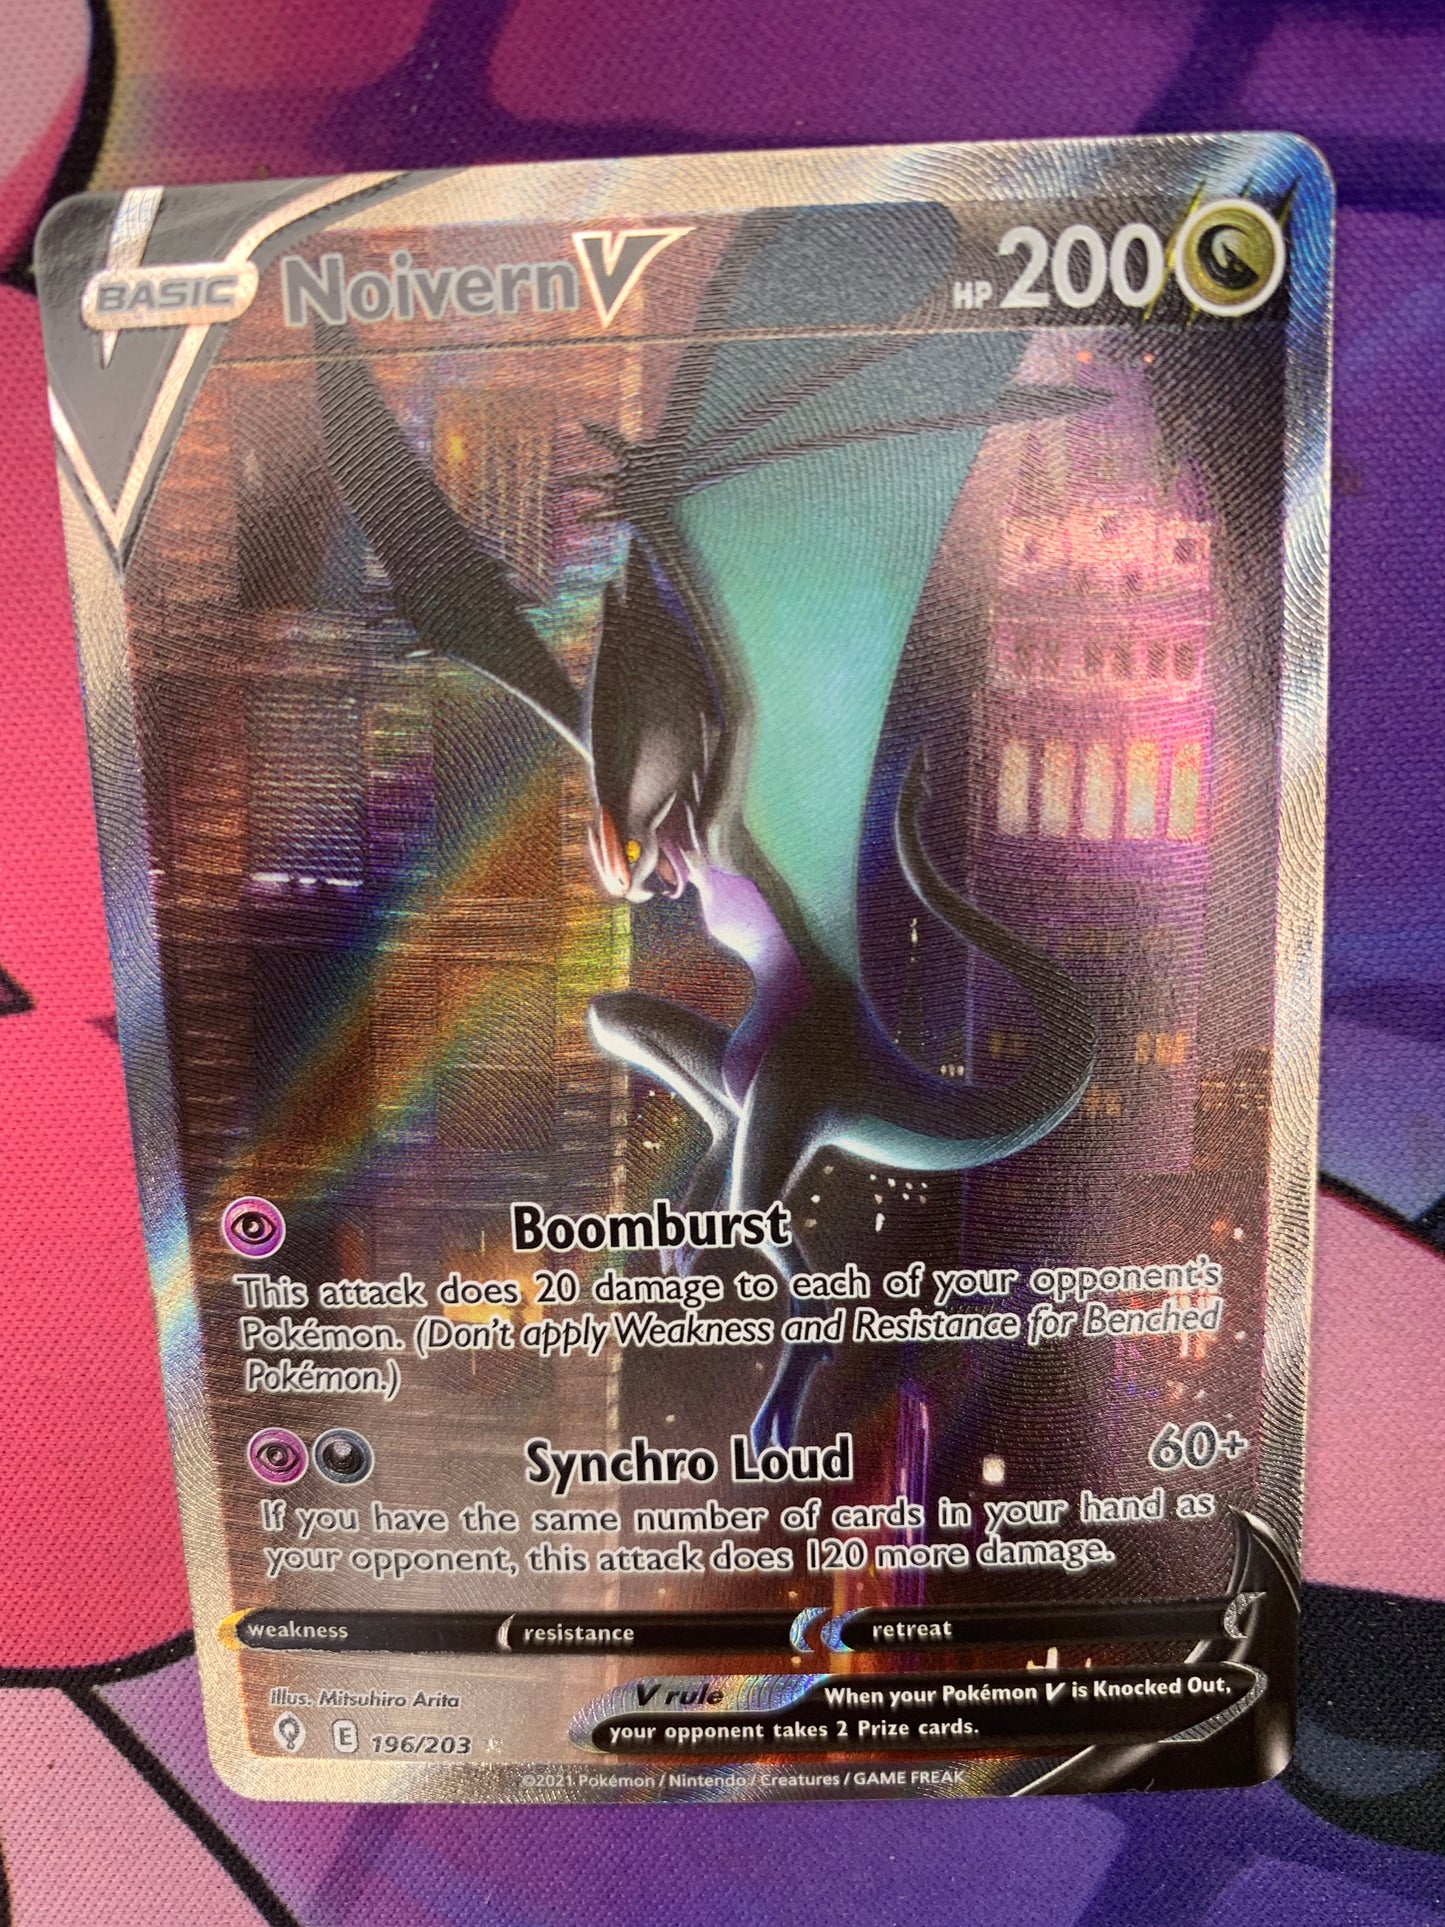 BASIC NoivernV HP 200
Boomburst
This attack does 20 damage to each of your opponent's
Pokémon. (Don't apply Weakness and Resistance for Benched
Pokémon.)
Synchro Loud 60+
If you have the same number of cards in your hand as
your opponent, this attack does 120 more damage.
weakness resistance retreat
Illus. Mitsuhiro Arita
V rule When your Pokémon V is Knocked Out,
your opponent takes 2 Prize cards.
E 196/203
©2021 Pokémon / Nintendo / Creatures / GAME FREAK